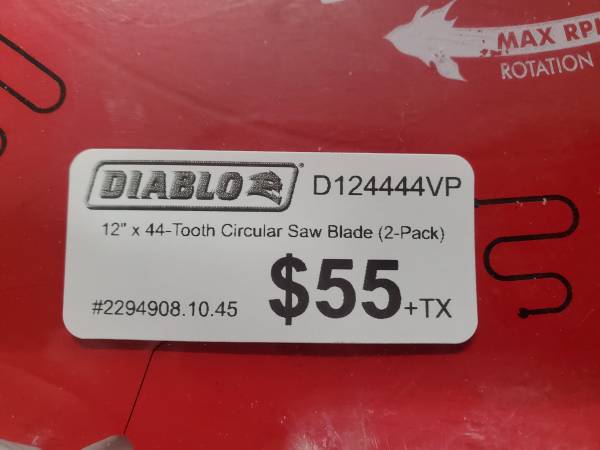 MAX RPM
ROTATION
DIABLO D124444VP
12" x 44-Tooth Circular Saw Blade (2-Pack)
#2294908.10.45 $55+TX